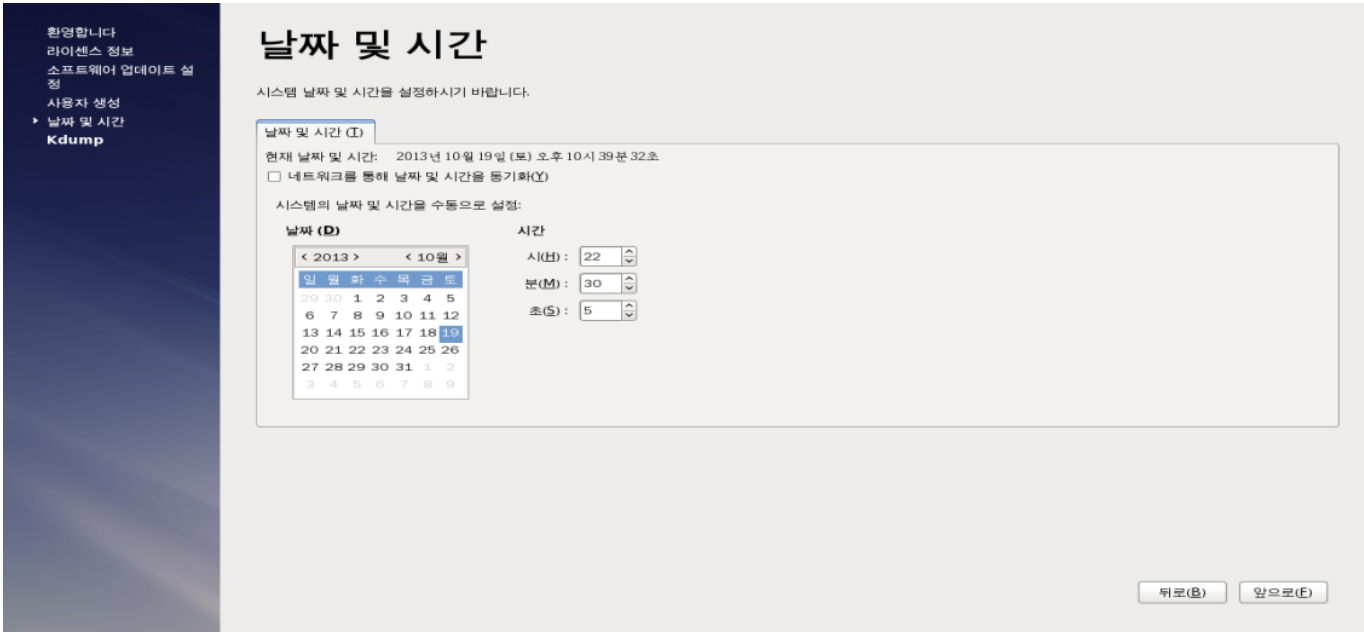 환영합니다
라이센스 정보
소프트웨어 업데이트 설
정
사용자 생성
날짜 및 시간
Kdump
날짜 및 시간
시스템 날짜 및 시간을 설정하시기 바랍니다.
날짜 및 시간 (T)
현재 날짜 및 시간: 2013년 10월 19일 (토) 오후 10시 39분 32초
네트워크를 통해 날짜 및 시간을 동기화(Y)
시스템의 날짜 및 시간을 수동으로 설정:
날짜 (D) 시간
< 2013 > < 10월 >
시(H) : 22
일 월 화 수 목 금 토
분(M) : 30
29 30 1 2 3 4 5
초(S) : 5
6 7 8 9 10 11 12
13 14 15 16 17 18 19
20 21 22 23 24 25 26
27 28 29 30 31 1 2
3 4 5 6 7 8 9
뒤로(B) 앞으로(F)